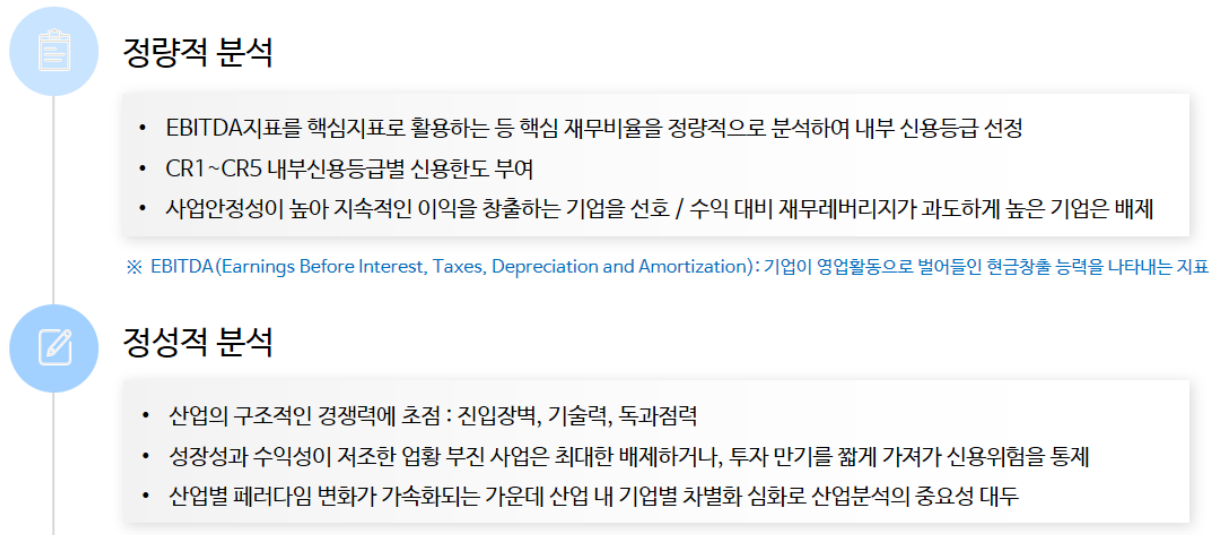 정량적 분석
• EBITDA지표를 핵심지표로 활용하는 등 핵심 재무비율을 정량적으로 분석하여 내부 신용등급 선정
• CR1~CR5 내부신용등급별 신용한도 부여
• 사업안정성이 높아 지속적인 이익을 창출하는 기업을 선호 / 수익 대비 재무레버리지가 과도하게 높은 기업은 배제
※ EBITDA(Earnings Before Interest, Taxes, Depreciation and Amortization): 기업이 영업활동으로 벌어들인 현금창출 능력을 나타내는 지표
정성적 분석
• 산업의 구조적인 경쟁력에 초점 : 진입장벽, 기술력, 독과점력
• 성장성과 수익성이 저조한 업황 부진 사업은 최대한 배제하거나, 투자 만기를 짧게 가져가 신용위험을 통제
• 산업별 페러다임 변화가 가속화되는 가운데 산업 내 기업별 차별화 심화로 산업분석의 중요성 대두